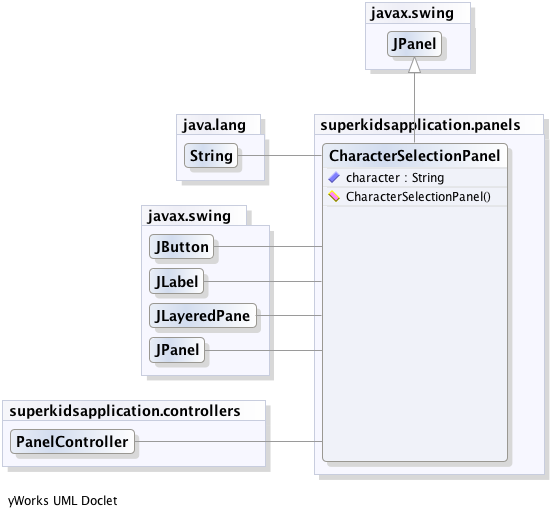 javax.swing
JPanel
java.lang
String
superkidsapplication.panels
CharacterSelectionPanel
character : String
CharacterSelectionPanel()
javax.swing
JButton
JLabel
JLayeredPane
JPanel
superkidsapplication.controllers
PanelController
yWorks UML Doclet